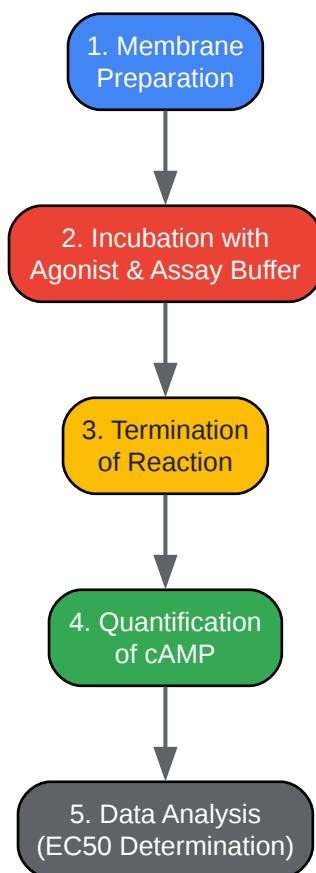 1. Membrane
Preparation
2. Incubation with
Agonist & Assay Buffer
3. Termination
of Reaction
4. Quantification
of cAMP
5. Data Analysis
(EC50 Determination)